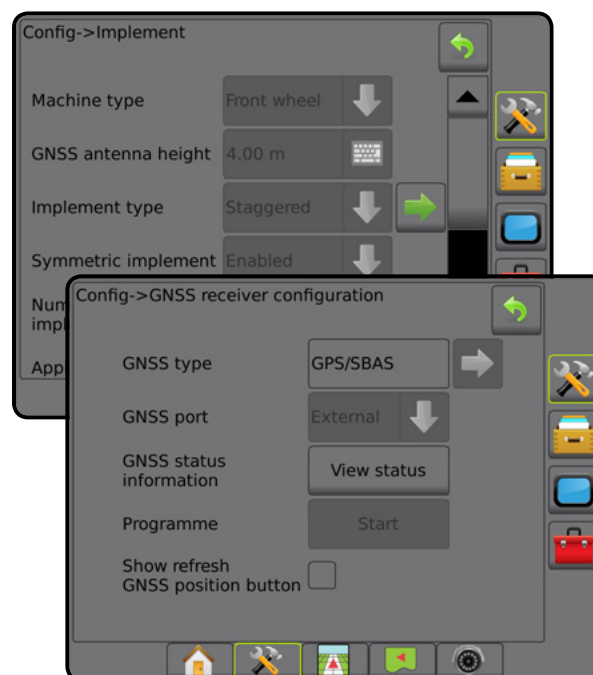 Config->Implement
Machine type
Front wheel
GNSS antenna height
4.00 m
Implement type
Staggered
Symmetric implement
Enabled
Num
impl
App
Config->GNSS receiver configuration
GNSS type
GPS/SBAS
GNSS port
External
GNSS status
information
View status
Programme
Start
Show refresh
GNSS position button